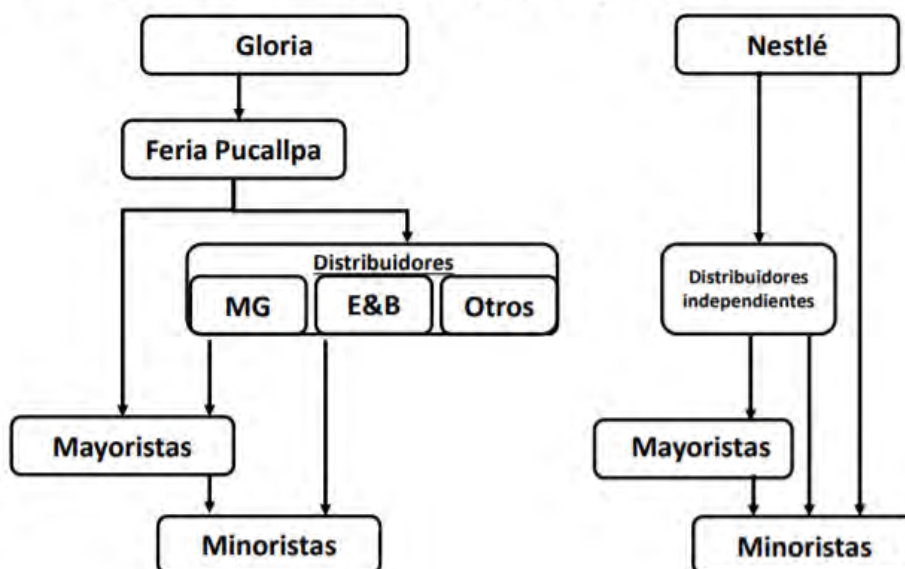 Gloria
Nestlé
Feria Pucallpa
Distribuidores
MG
E&B
Otros
Distribuidores
independientes
Mayoristas
Mayoristas
Minoristas
Minoristas